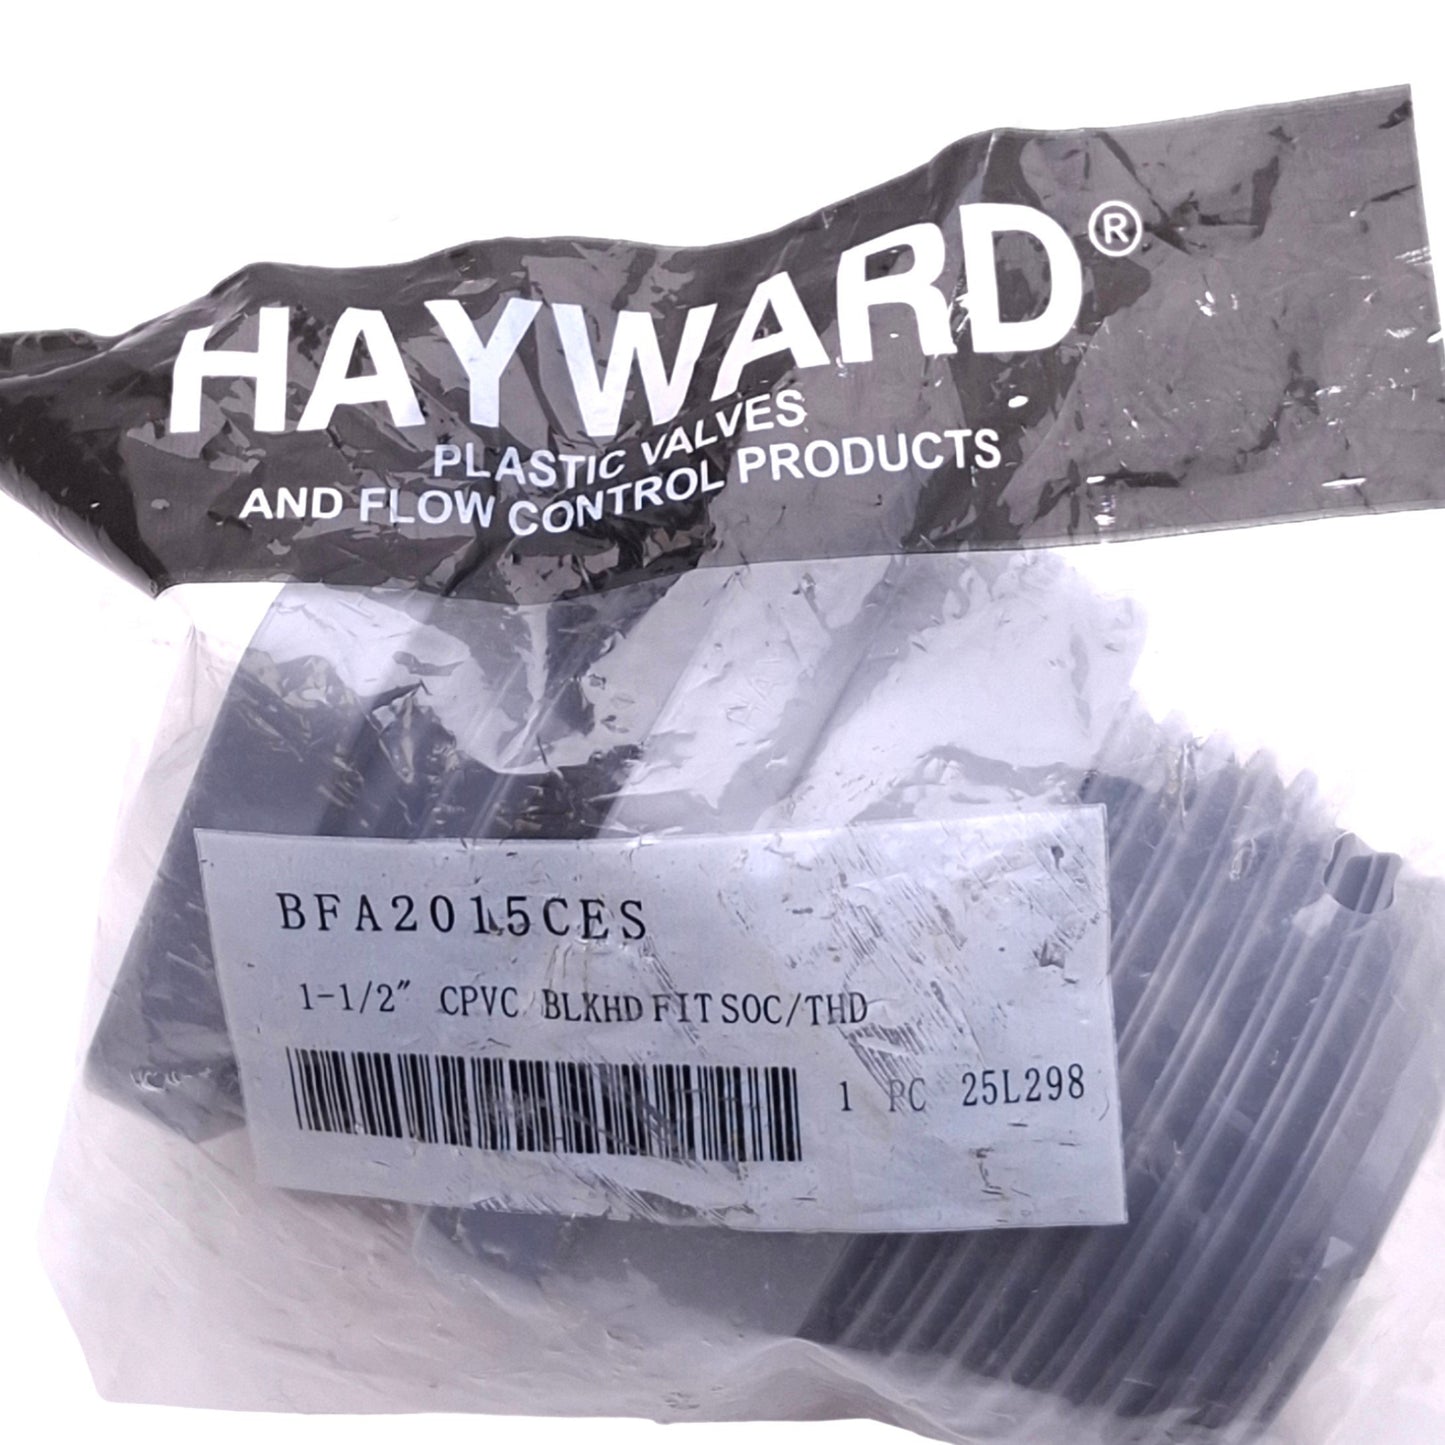 HAYWARD®
PLASTIC VALVES
AND FLOW CONTROL PRODUCTS
BFA2015CES
1-1/2" CPVC BLKHD FIT SOC/THD
1 PC 25L298